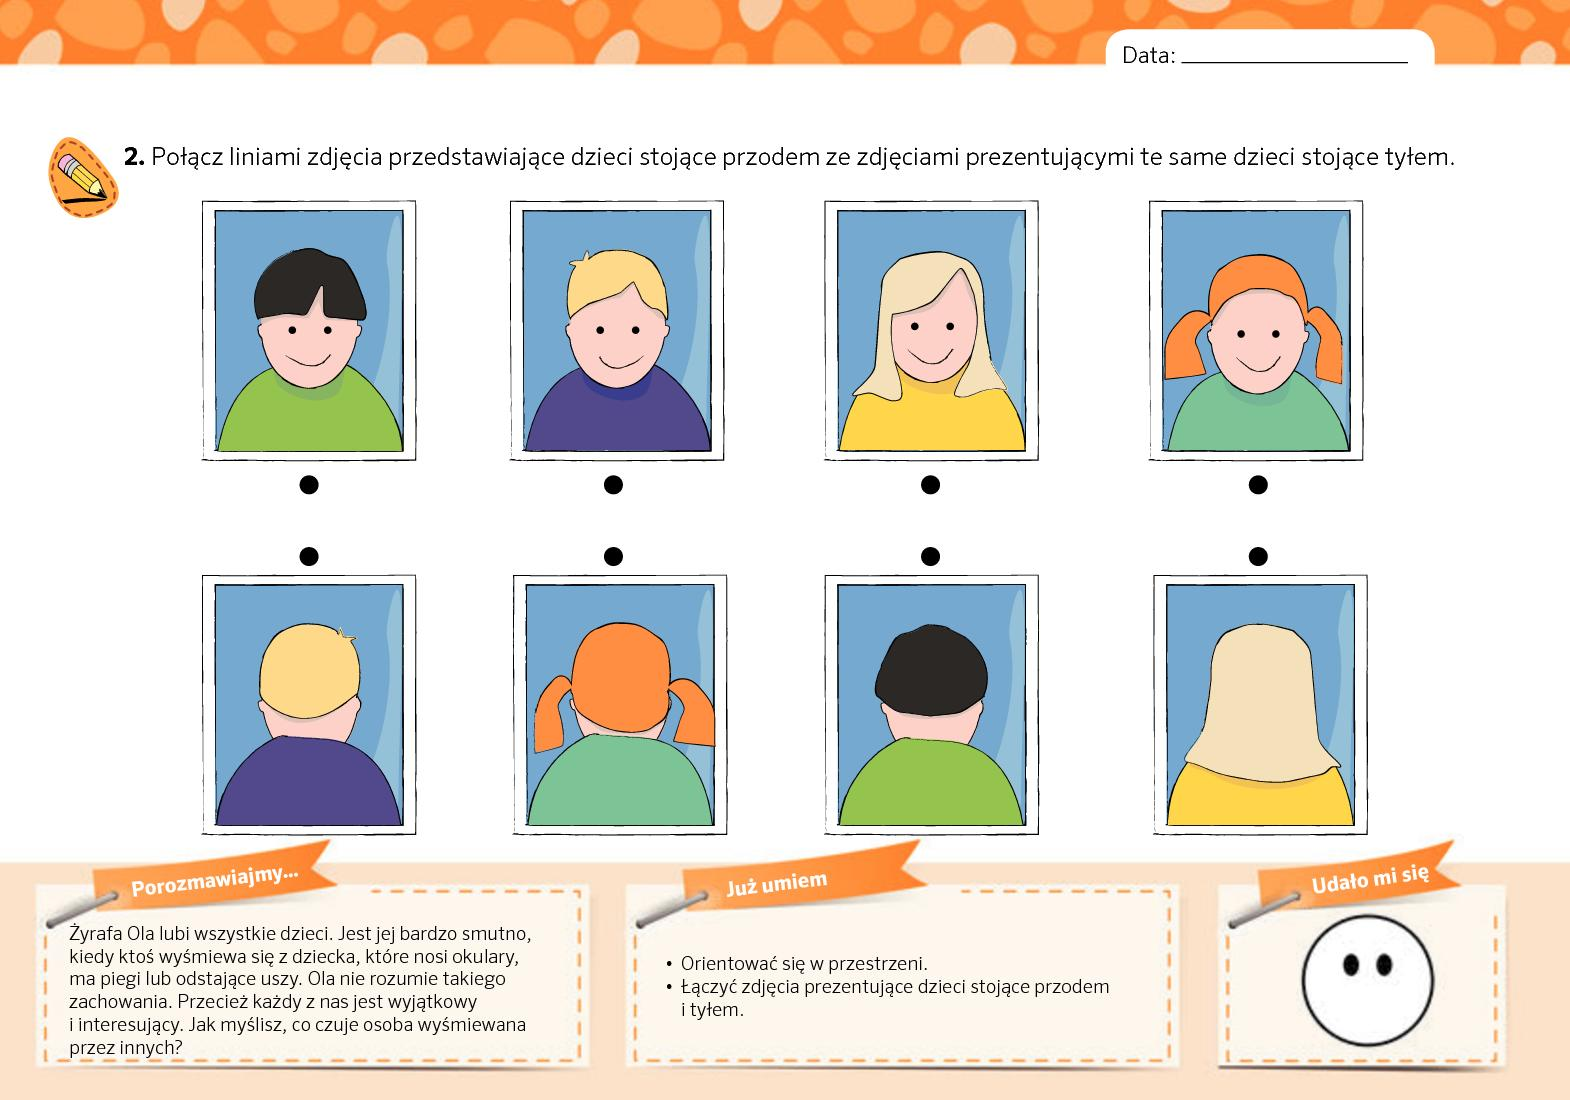 Data:
2. Połącz liniami zdjęcia przedstawiające dzieci stojące przodem ze zdjęciami prezentującymi te same dzieci stojące tyłem.
Porozmawiajmy...
Żyrafa Ola lubi wszystkie dzieci. Jest jej bardzo smutno,
kiedy ktoś wyśmiewa się z dziecka, które nosi okulary,
ma piegi lub odstające uszy. Ola nie rozumie takiego
zachowania. Przecież każdy z nas jest wyjątkowy
i interesujący. Jak myślisz, co czuje osoba wyśmiewana
przez innych?
Już umiem
• Orientować się w przestrzeni.
• Łączyć zdjęcia prezentujące dzieci stojące przodem
i tyłem.
Udało mi się